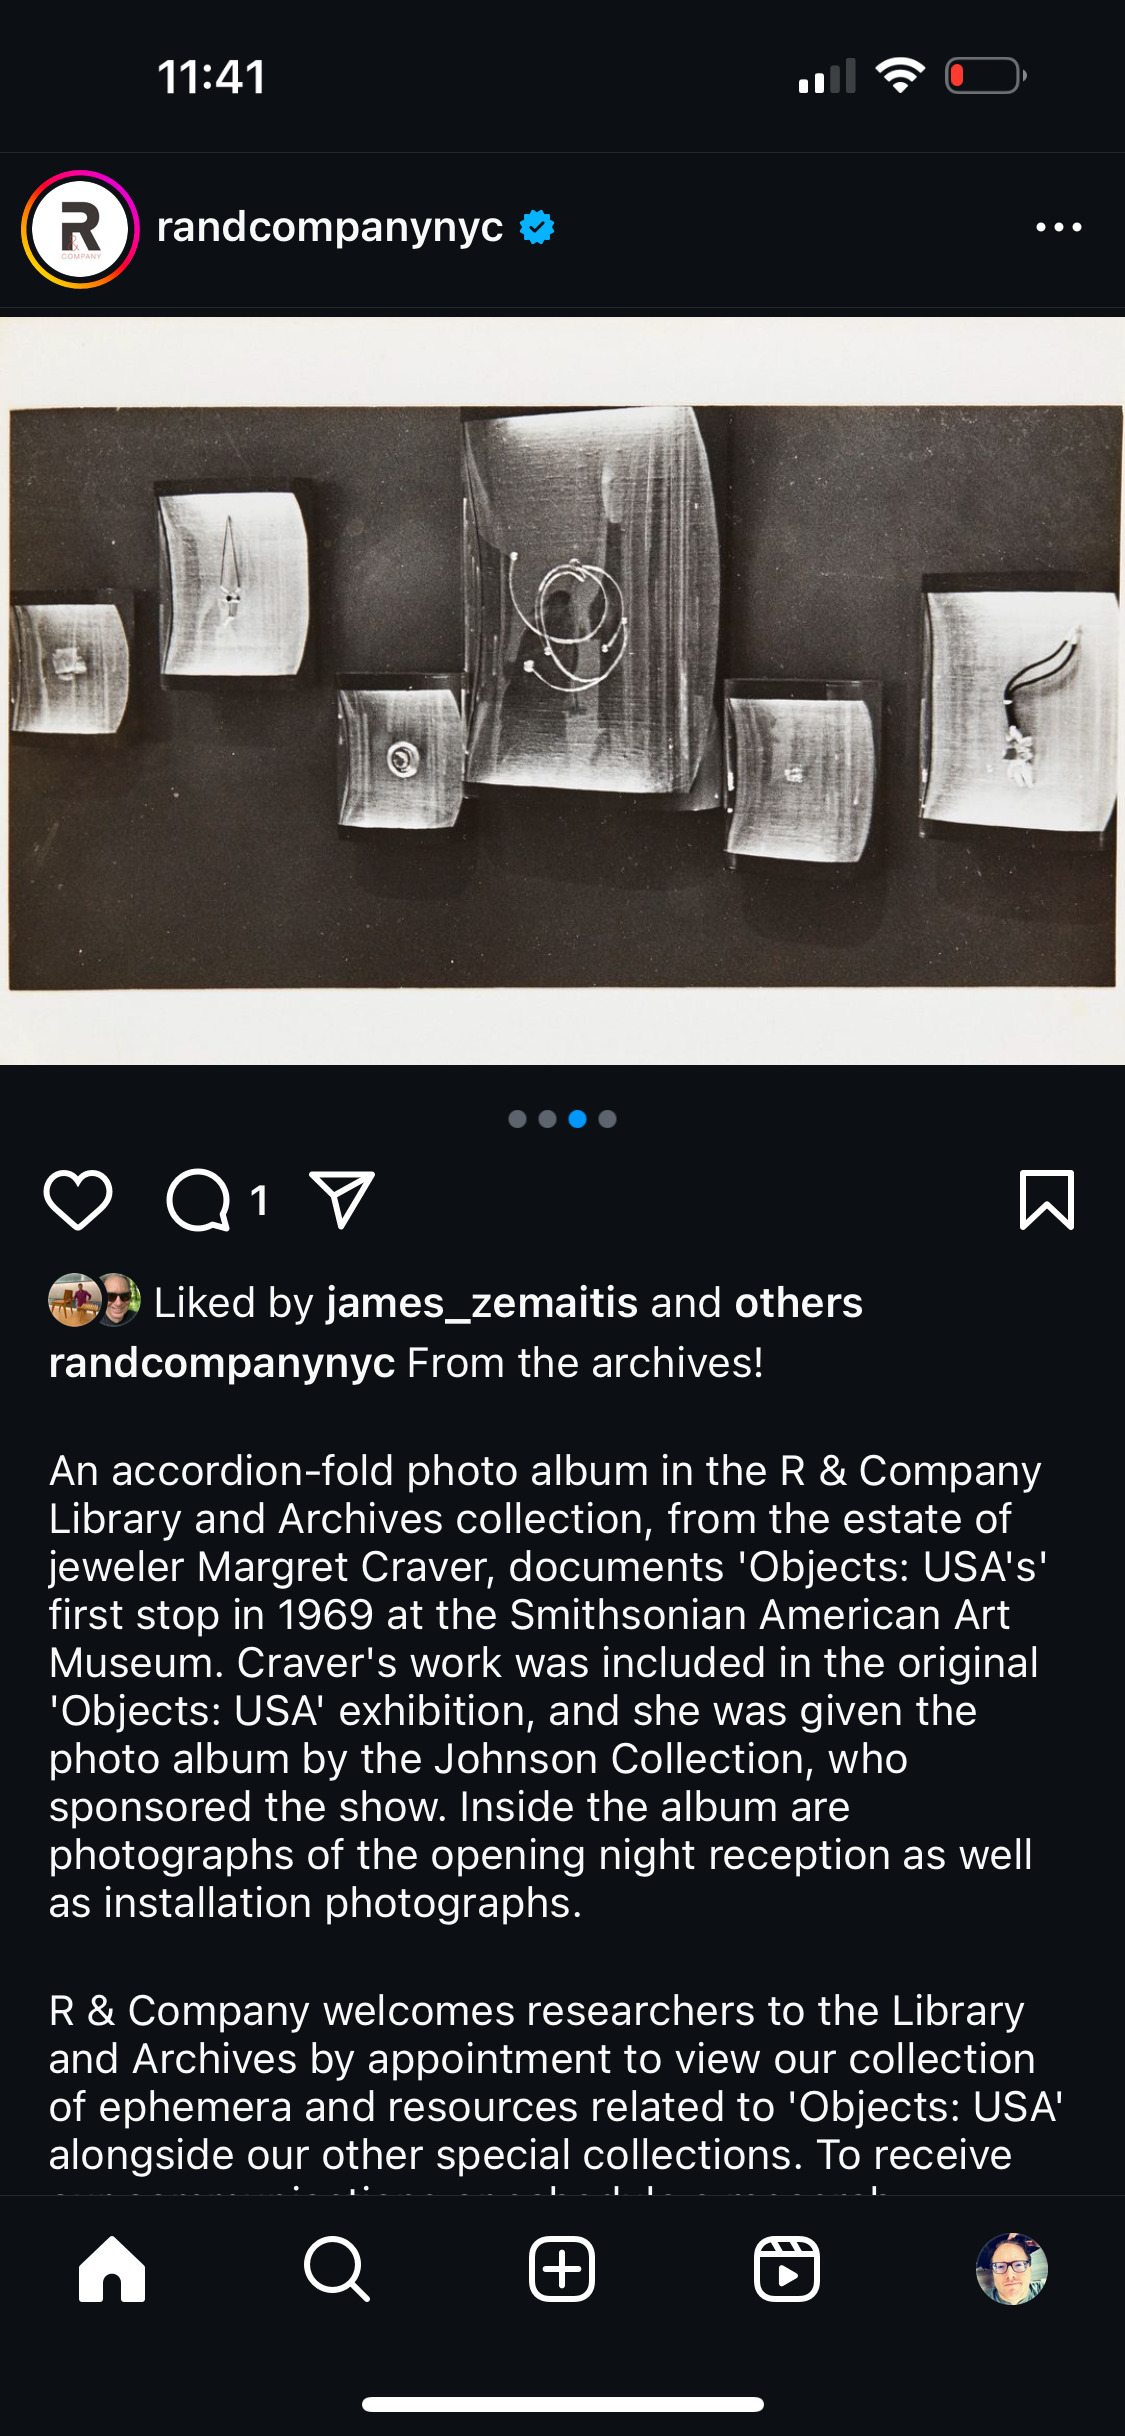 11:41
R
&
COMPANY
randcompanynyc
1
Liked by james_zemaitis and others
randcompanynyc From the archives!
An accordion-fold photo album in the R & Company
Library and Archives collection, from the estate of
jeweler Margret Craver, documents 'Objects: USA's'
first stop in 1969 at the Smithsonian American Art
Museum. Craver's work was included in the original
'Objects: USA' exhibition, and she was given the
photo album by the Johnson Collection, who
sponsored the show. Inside the album are
photographs of the opening night reception as well
as installation photographs.
R & Company welcomes researchers to the Library
and Archives by appointment to view our collection
of ephemera and resources related to 'Objects: USA'
alongside our other special collections. To receive